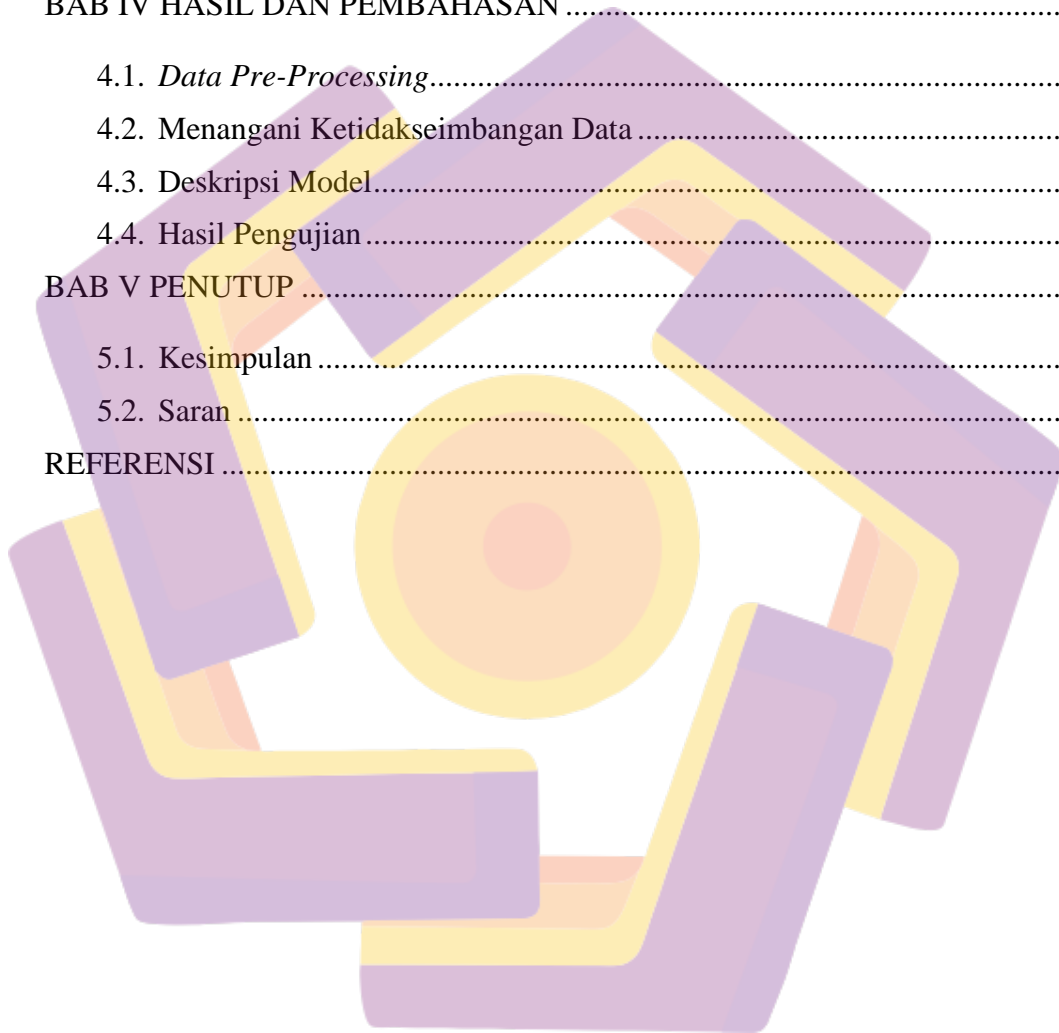 BAB IV HASIL DAN PEMBAHASAN ..........................................................
4.1. Data Pre-Processing..........................................................................
4.2. Menangani Ketidakseimbangan Data ..................................................
4.3. Deskripsi Model................................................................................
4.4. Hasil Pengujian.................................................................................
BAB V PENUTUP ...................................................................................
5.1. Kesimpulan......................................................................................
5.2. Saran ..............................................................................................
REFERENSI ...........................................................................................